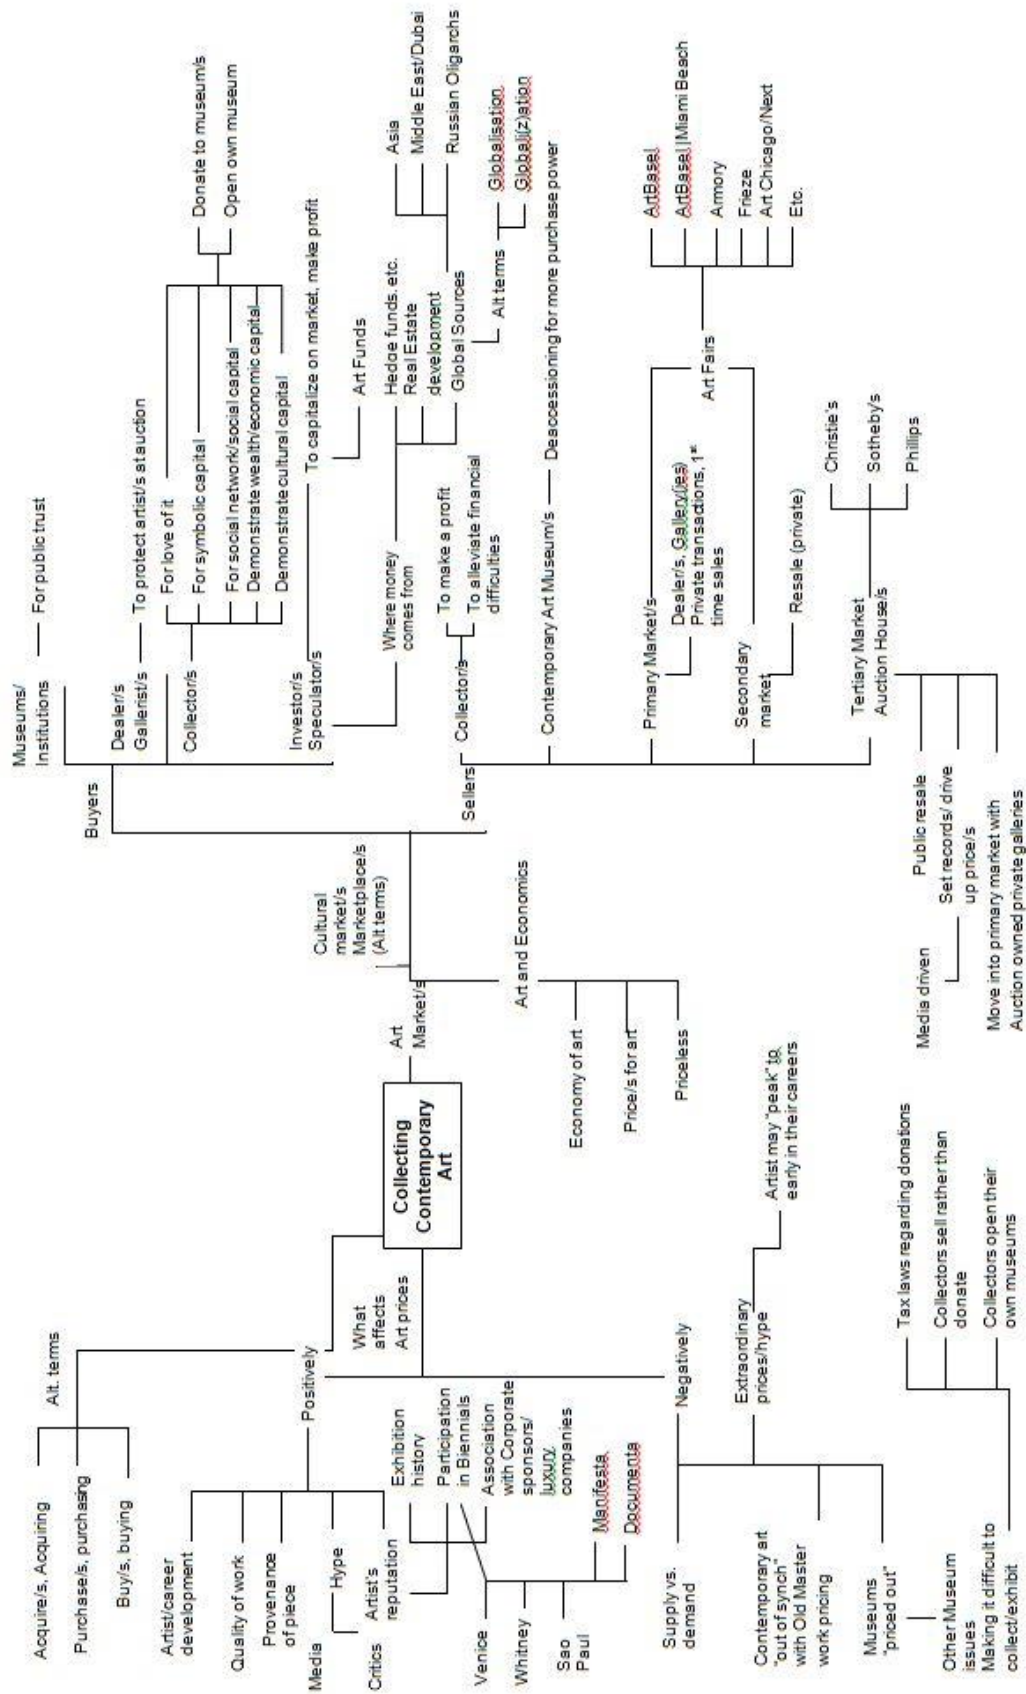 Museums/
Institutions
For public trust
Buyers
Dealer/s
Gallerist/s
To protect artist/s stauction
Collector/s
For love of it
For symbolic capital
For social network/social capital
Demonstrate wealth/economic capital
Demonstrate cultural capital
Donate to museum/s
Open own museum
Investor/s
Speculator/s
To capitalize on market, make profit
Art Funds
Where money
comes from
Hedge funds. etc.
Real Estate
development
Global Sources
Asia
Middle East/Dubai
Russian Oligarchs
Alt terms
Globalisation
Globali(z)ation
Sellers
Collector/s
To make a profit
To alleviate financial
difficulties
Contemporary Art Museum/s
Deaccessioning for more purchase power
Primary Market/s
Dealer/s, Gallery(ies)
Private transactions, 1st
time sales
Art Fairs
ArtBasel
ArtBasel|Miami Beach
Armory
Frieze
Art Chicago/Next
Etc.
Secondary
market
Resale (private)
Tertiary Market
Auction House/s
Christie's
Sotheby's
Phillips
Public resale
Set records/ drive
up price/s
Media driven
Move into primary market with
Auction owned private galleries
Cultural
market/s
Marketplace/s
(Alt terms)
Art
Market/s
Art and Economics
Economy of art
Price/s for art
Priceless
Collecting
Contemporary
Art
Alt. terms
Acquire/s, Acquiring
Purchase/s, purchasing
Buy/s, buying
What
affects
Art prices
Positively
Artist/career
development
Quality of work
Provenance
of piece
Hype
Media
Critics
Artist's
reputation
Exhibition
history
Participation
in Biennials
Association
with Corporate
sponsors/
luxury
companies
Venice
Whitney
Sao
Paul
Manifesta
Documenta
Negatively
Supply vs.
demand
Extraordinary
prices/hype
Artist may "peak" to
early in their careers
Contemporary art
"out of synch"
with Old Master
work pricing
Museums
"priced out"
Other Museum
issues
Making it difficult to
collect/exhibit
Tax laws regarding donations
Collectors sell rather than
donate
Collectors open their
own museums